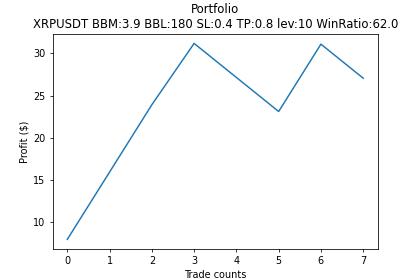 Portfolio
XRPUSDT BBM:3.9 BBL:180 SL:0.4 TP:0.8 lev:10 WinRatio:62.0
30
25
20
15
10
Profit ($)
0 1 2 3 4 5 6 7
Trade counts